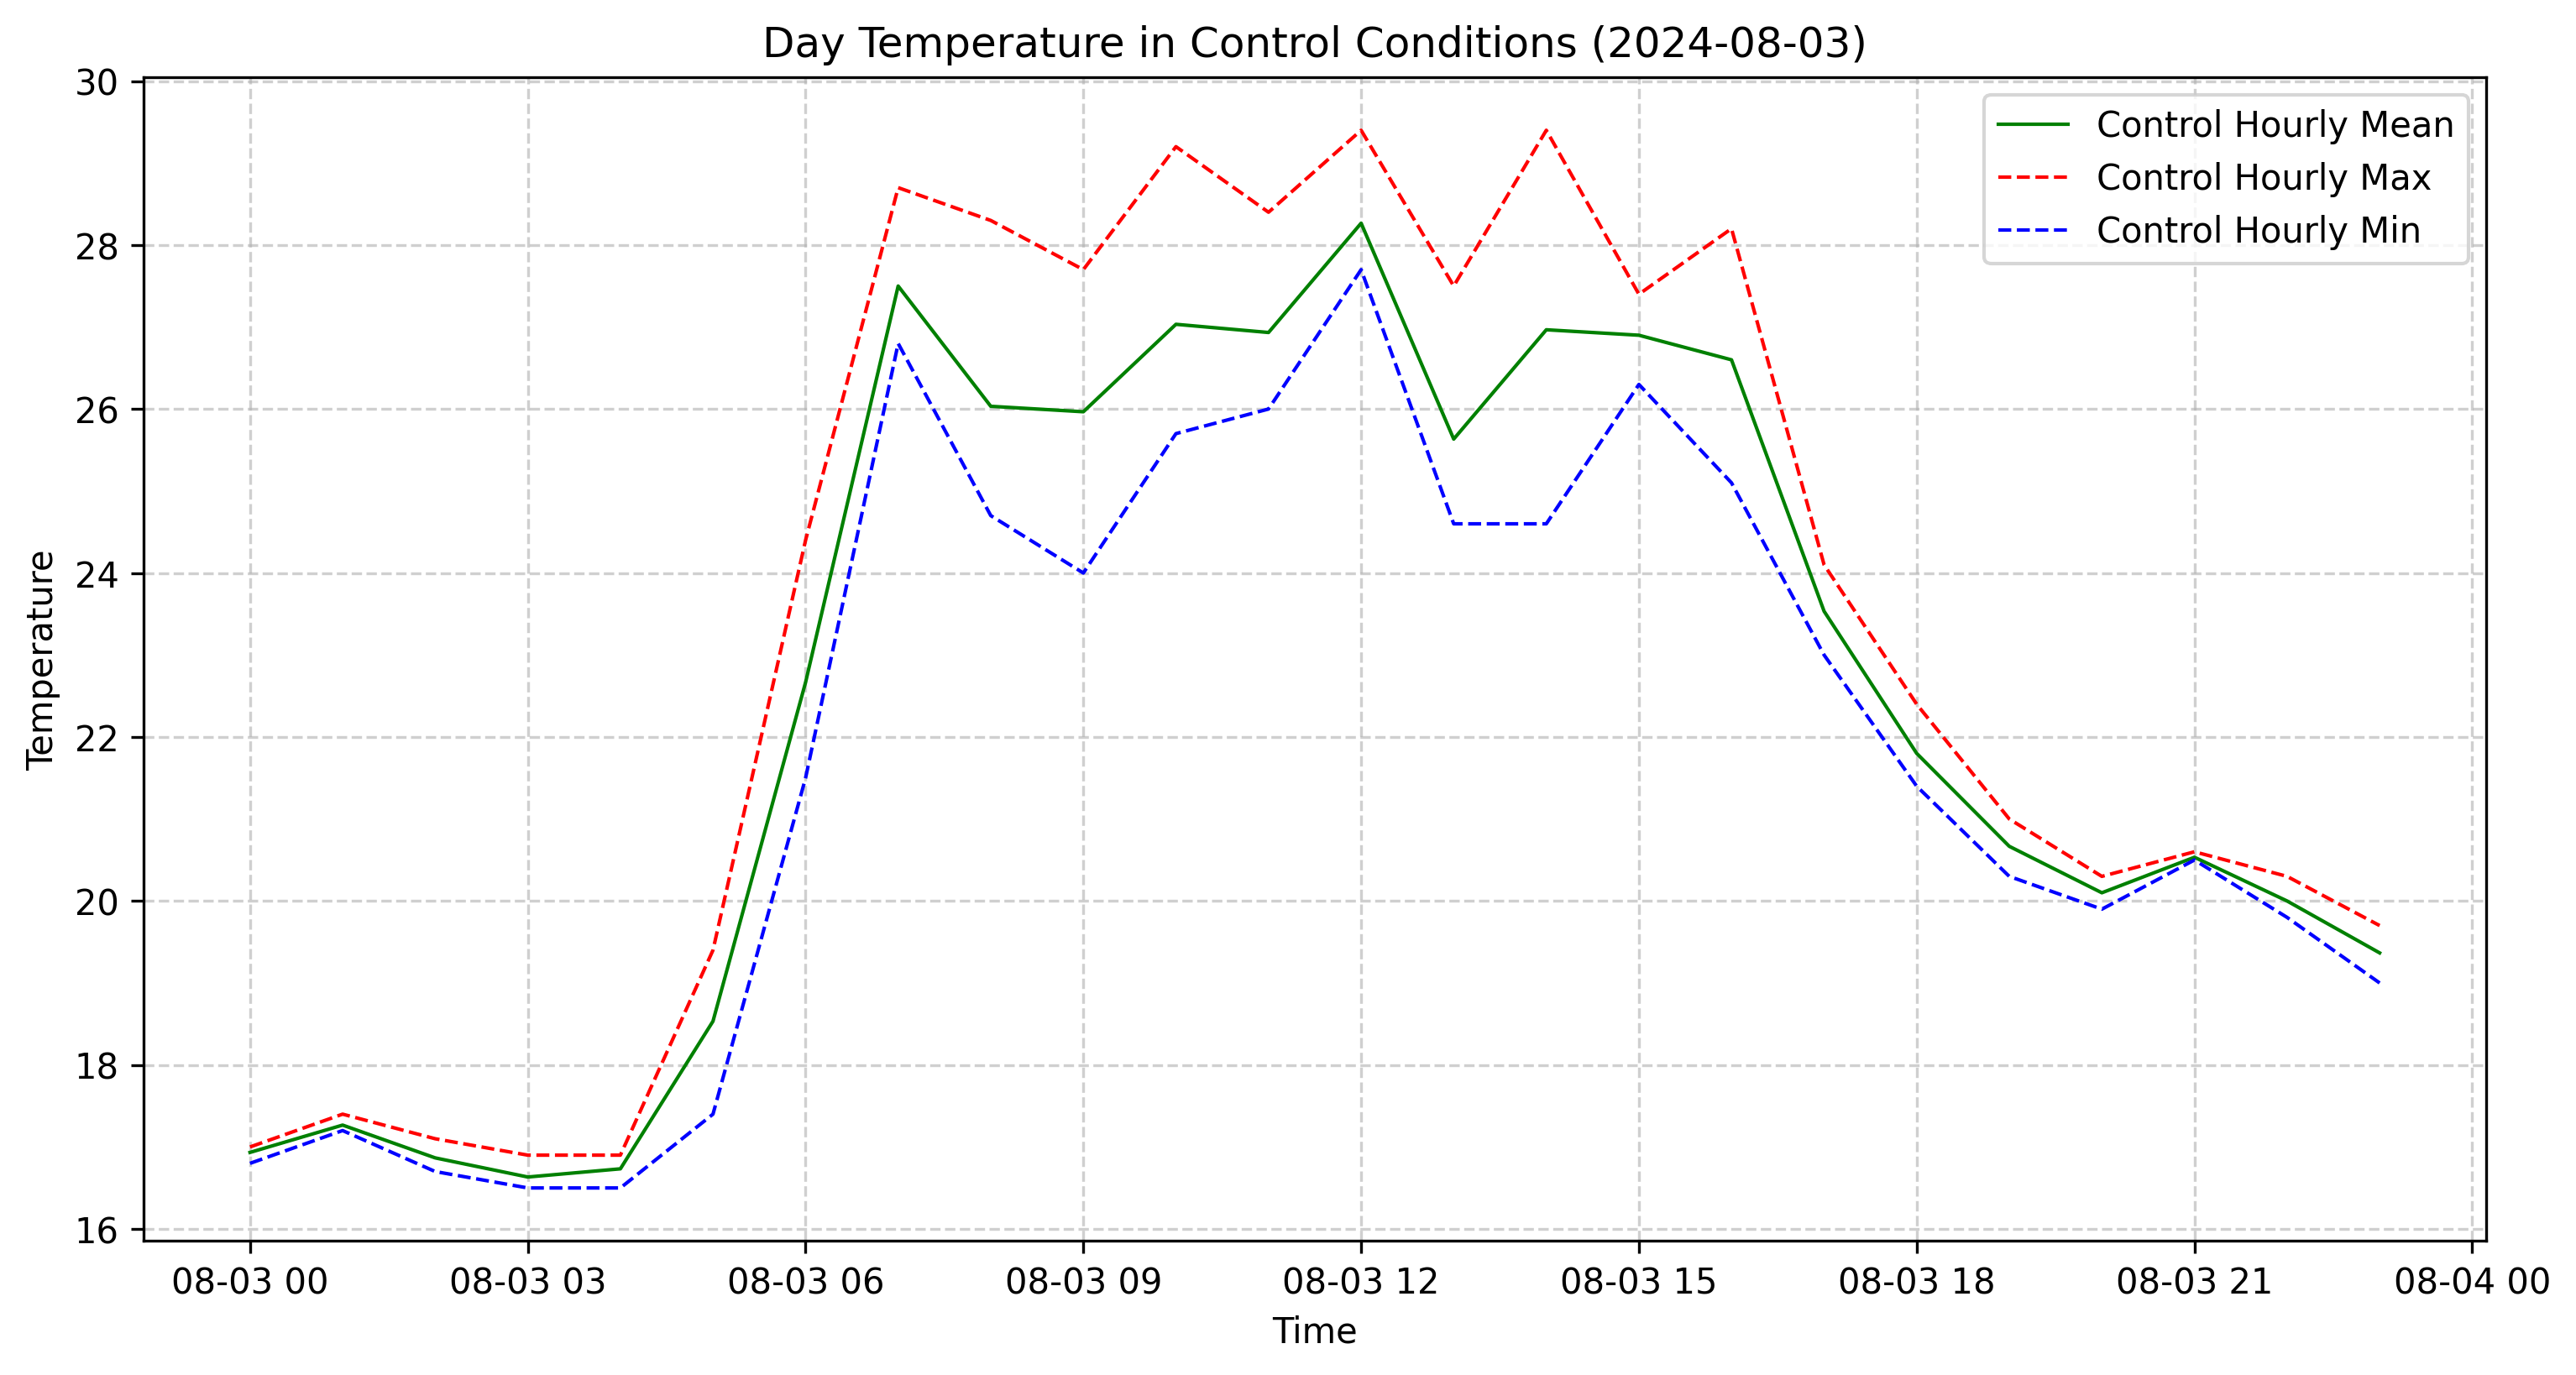 Day Temperature in Control Conditions (2024-08-03)
30
28
26
24
22
20
18
16
Temperature
Control Hourly Mean
Control Hourly Max
Control Hourly Min
08-03 00 08-03 03 08-03 06 08-03 09 08-03 12 08-03 15 08-03 18 08-03 21 08-04 00
Time